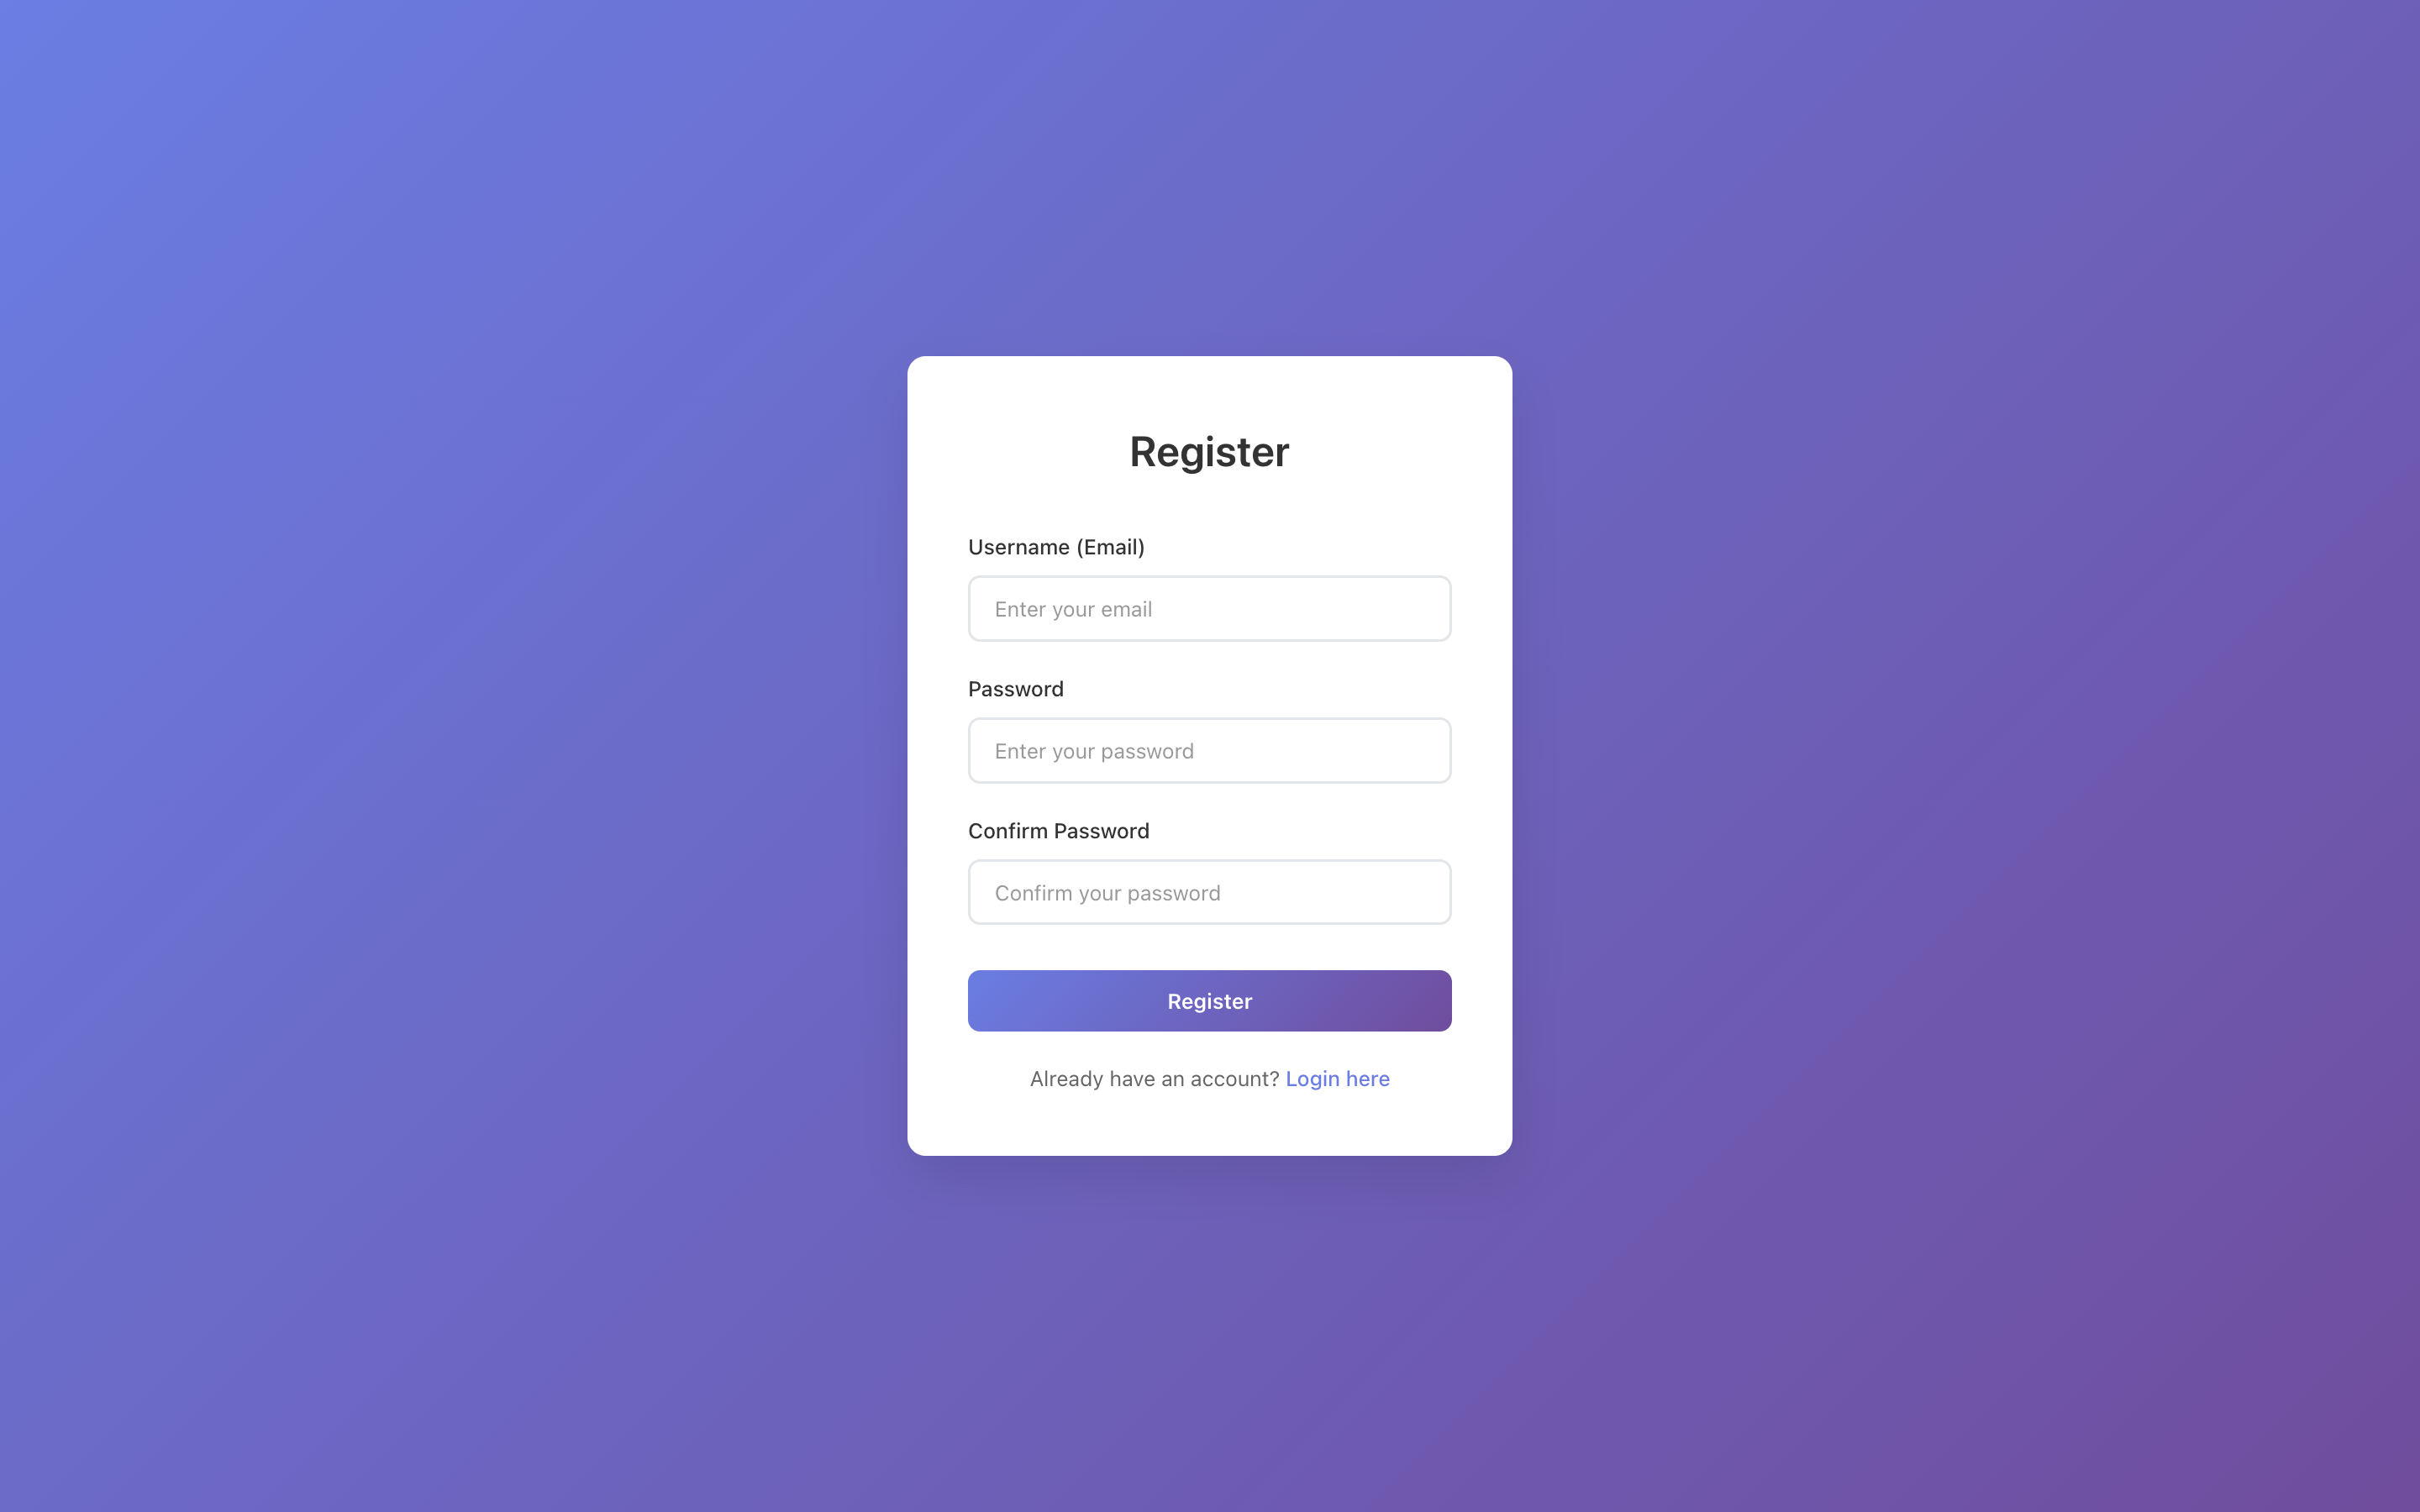 Register
Username (Email)
Enter your email
Password
Enter your password
Confirm Password
Confirm your password
Register
Already have an account? Login here